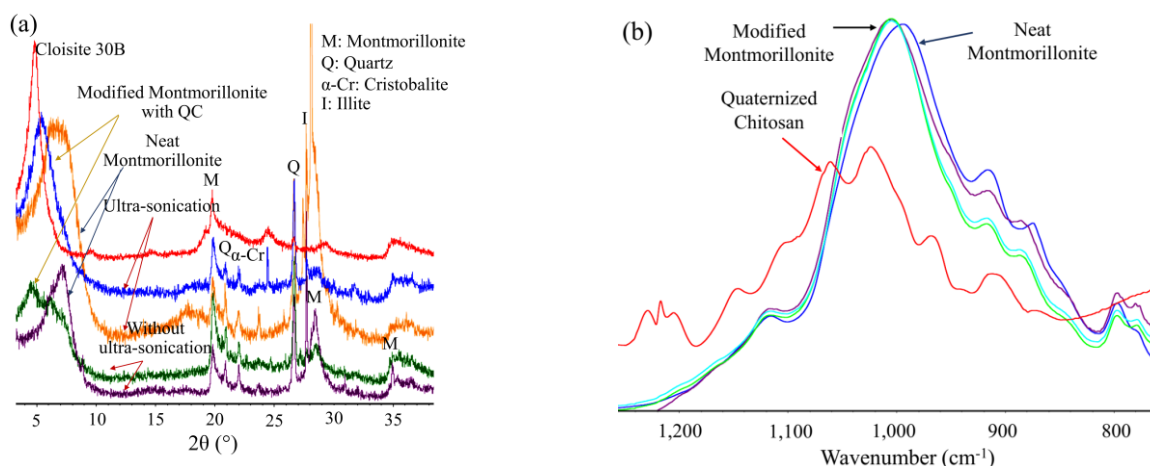 (a)
Cloisite 30B
M: Montmorillonite
Q: Quartz
α-Cr: Cristobalite
I: Illite
Modified Montmorillonite
with QC
Neat
Montmorillonite
Ultra-sonication
Without
ultra-sonication
M
Q
α-Cr
Q
I
M
M
5
10
15
20
25
30
35
2θ (°)
(b)
Modified
Montmorillonite
Neat
Montmorillonite
Quaternized
Chitosan
1,200
1,100
1,000
900
800
Wavenumber (cm⁻¹)